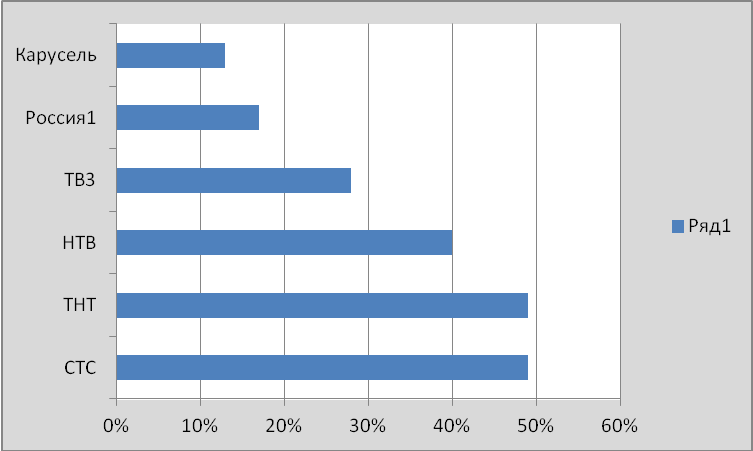 Карусель
Россия1
ТВ3
НТВ
ТНТ
СТС
0% 10% 20% 30% 40% 50% 60%
Ряд1